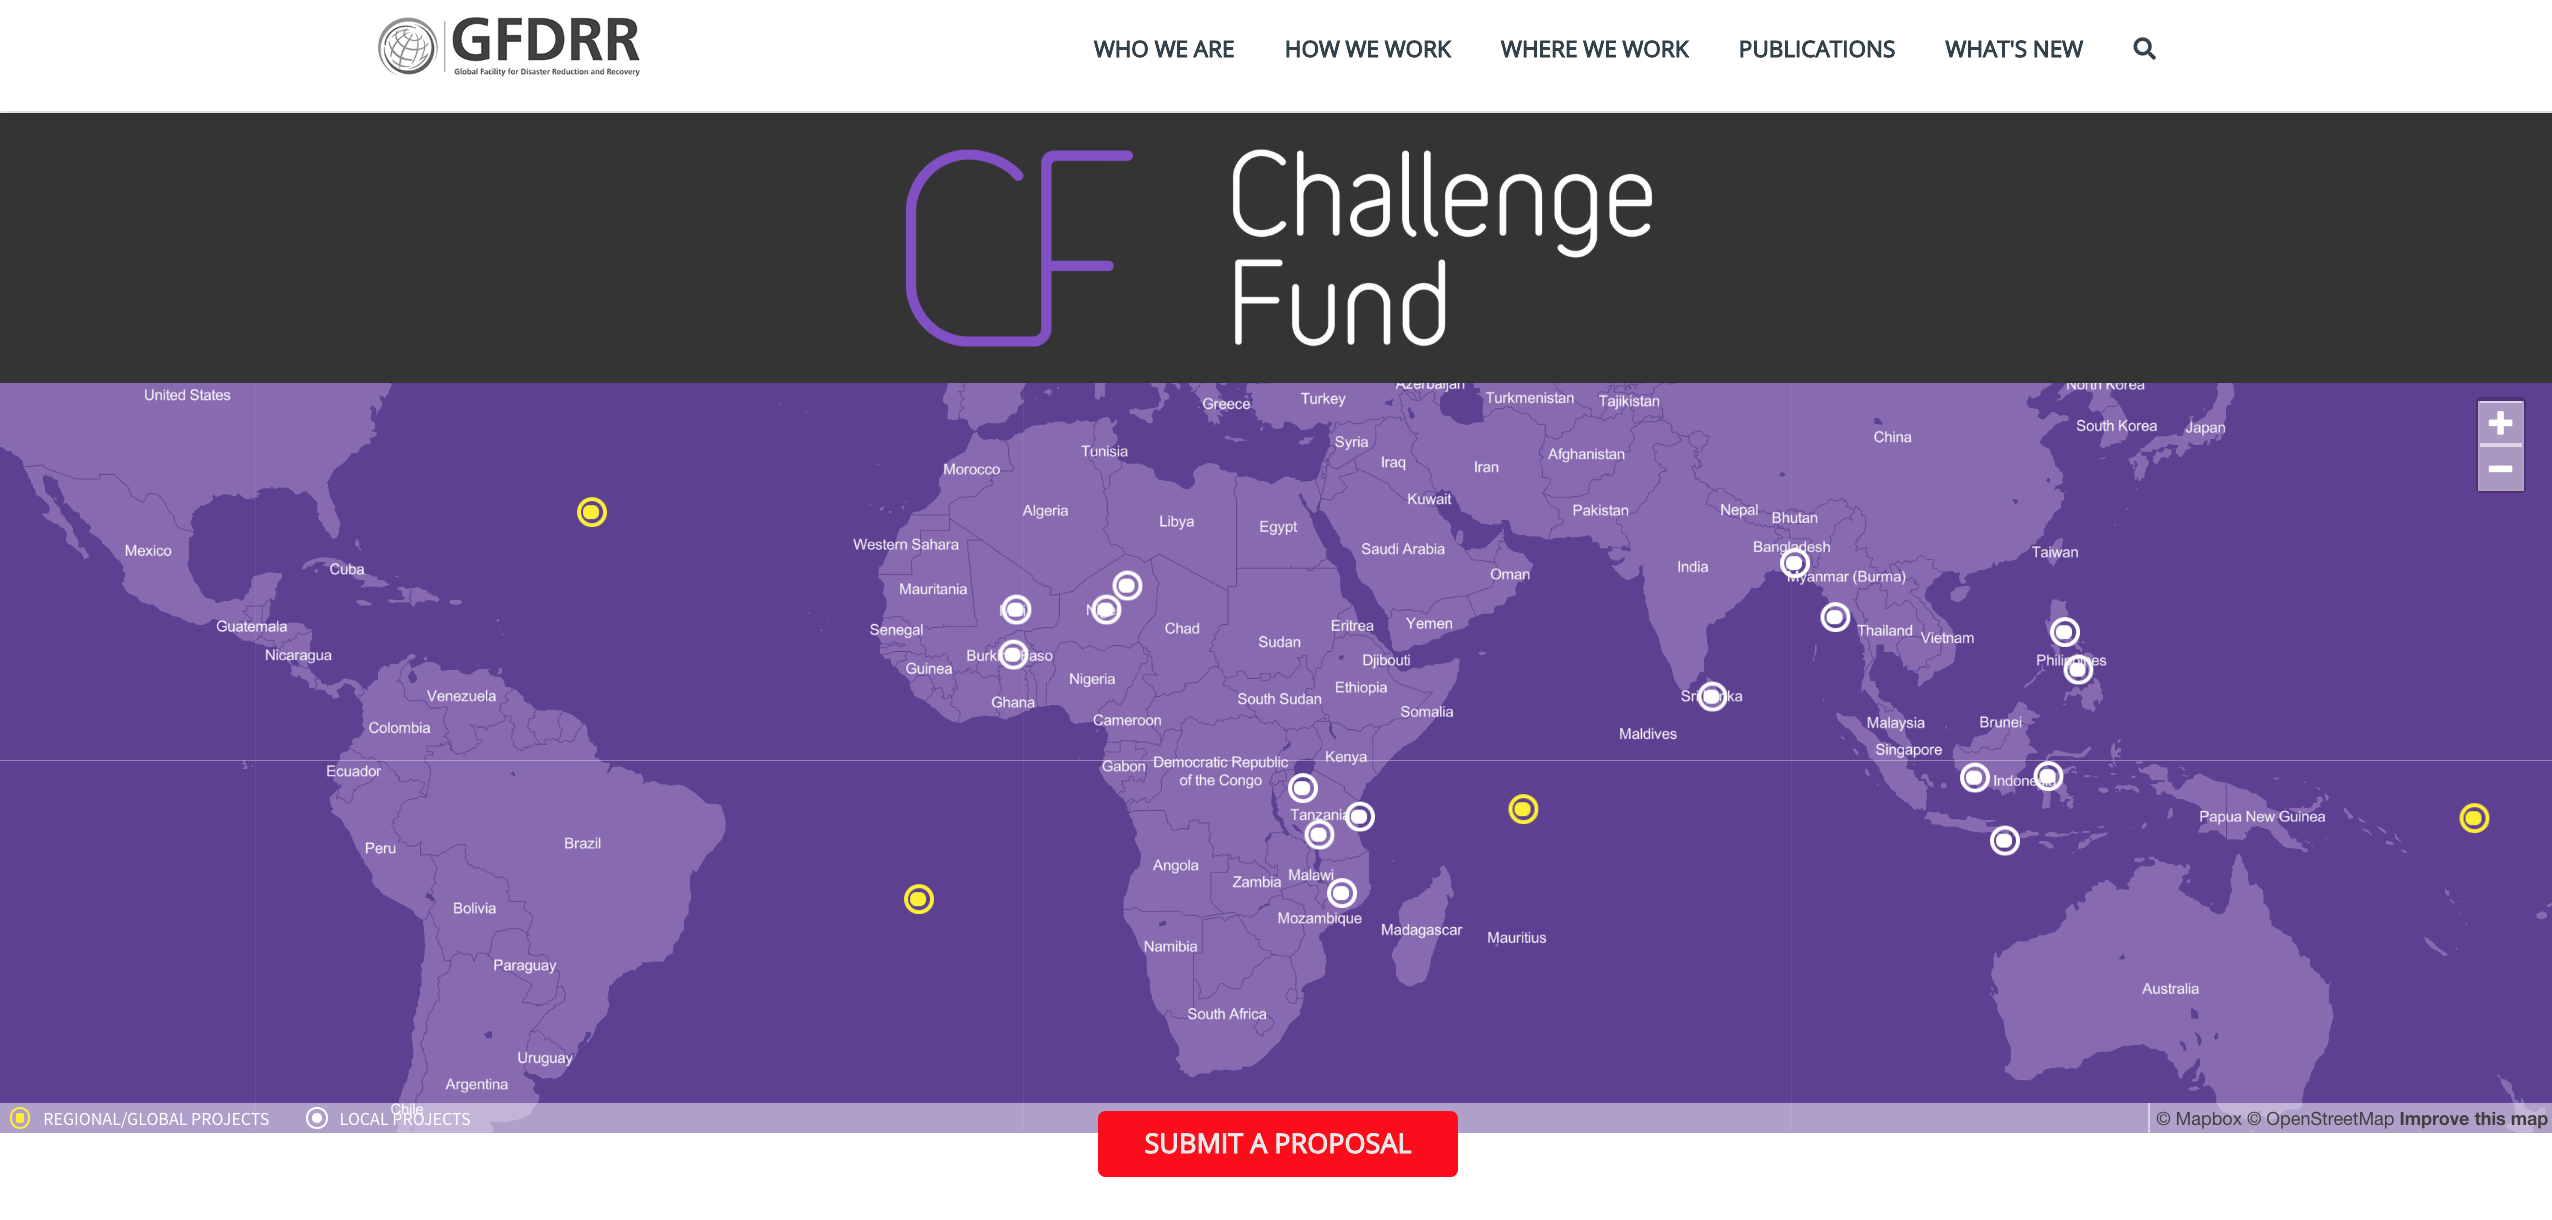 GFDRR
Global Facility for Disaster Reduction and Recovery
WHO WE ARE
HOW WE WORK
WHERE WE WORK
PUBLICATIONS
WHAT'S NEW
CF
Challenge
Fund
United States
Greece
Turkey
Azerbaijan
Turkmenistan
Tajikistan
North Korea
South Korea
Japan
China
Tunisia
Morocco
Syria
Iraq
Iran
Afghanistan
Kuwait
Algeria
Libya
Egypt
Pakistan
Nepal
Bhutan
Mexico
Cuba
Western Sahara
Saudi Arabia
Bangladesh
Taiwan
Mauritania
Oman
India
Myanmar (Burma)
Guatemala
Nicaragua
Senegal
Chad
Sudan
Eritrea
Yemen
Thailand
Vietnam
Guinea
Djibouti
Philippines
Venezuela
Nigeria
Ethiopia
Ghana
South Sudan
Somalia
Colombia
Cameroon
Maldives
Malaysia
Brunei
Singapore
Ecuador
Gabon
Democratic Republic
of the Congo
Kenya
Indonesia
Tanzania
Papua New Guinea
Peru
Brazil
Angola
Zambia
Malawi
Bolivia
Mozambique
Madagascar
Mauritius
Namibia
Paraguay
Australia
South Africa
Uruguay
Argentina
Chile
REGIONAL/GLOBAL PROJECTS
LOCAL PROJECTS
© Mapbox © OpenStreetMap Improve this map
SUBMIT A PROPOSAL